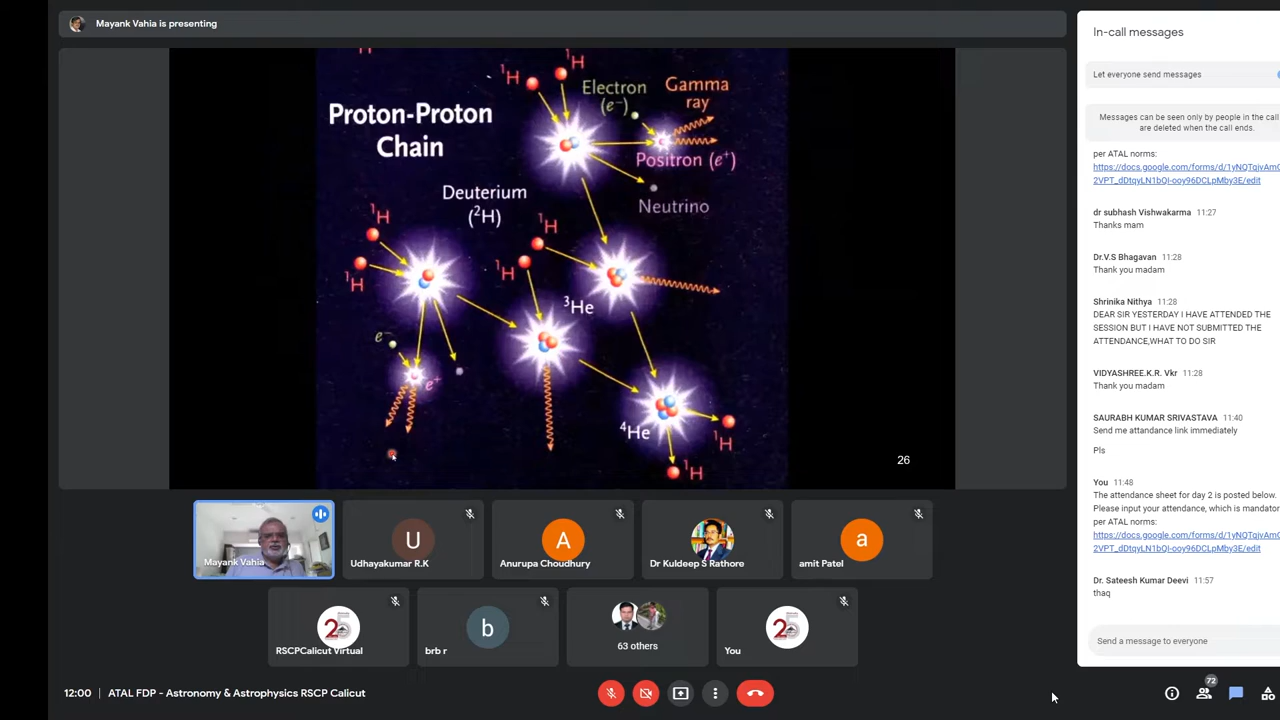 Mayank Vahia is presenting
Proton-Proton
Chain
¹H
¹H
Electron
(e⁻)
Gamma
ray
Positron (e⁺)
Neutrino
Deuterium
(²H)
¹H
¹H
¹H
¹H
³He
e⁻
e⁺
⁴He
¹H
¹H
26
Mayank Vahia
U
Udhayakumar R.K
A
Anurupa Choudhury
Dr Kuldeep S Rathore
a
amit Patel
25
RSCPCalicut Virtual
b
brb r
63 others
25
You
12:00 | ATAL FDP - Astronomy & Astrophysics RSCP Calicut
72
In-call messages
Let everyone send messages
Messages can be seen only by people in the call
are deleted when the call ends.
per ATAL norms:
dr subhash Vishwakarma 11:27
Thanks mam
Dr.V.S Bhagavan 11:28
Thank you madam
Shrinika Nithya 11:28
DEAR SIR YESTERDAY I HAVE ATTENDED THE
SESSION BUT I HAVE NOT SUBMITTED THE
ATTENDANCE,WHAT TO DO SIR
VIDYASHREE.K.R. Vkr 11:28
Thank you madam
SAURABH KUMAR SRIVASTAVA 11:40
Send me attandance link immediately
Pls
You 11:48
The attendance sheet for day 2 is posted below.
Please input your attendance, which is mandator
per ATAL norms:
Dr. Sateesh Kumar Deevi 11:57
thaq
Send a message to everyone